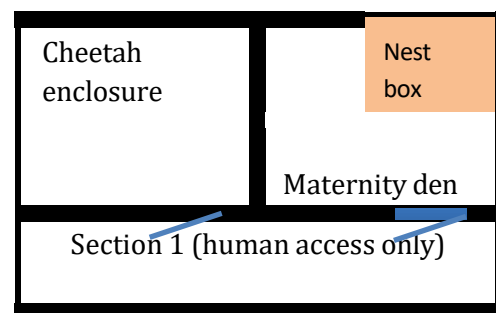 Cheetah
enclosure
Nest
box
Maternity den
Section 1 (human access only)